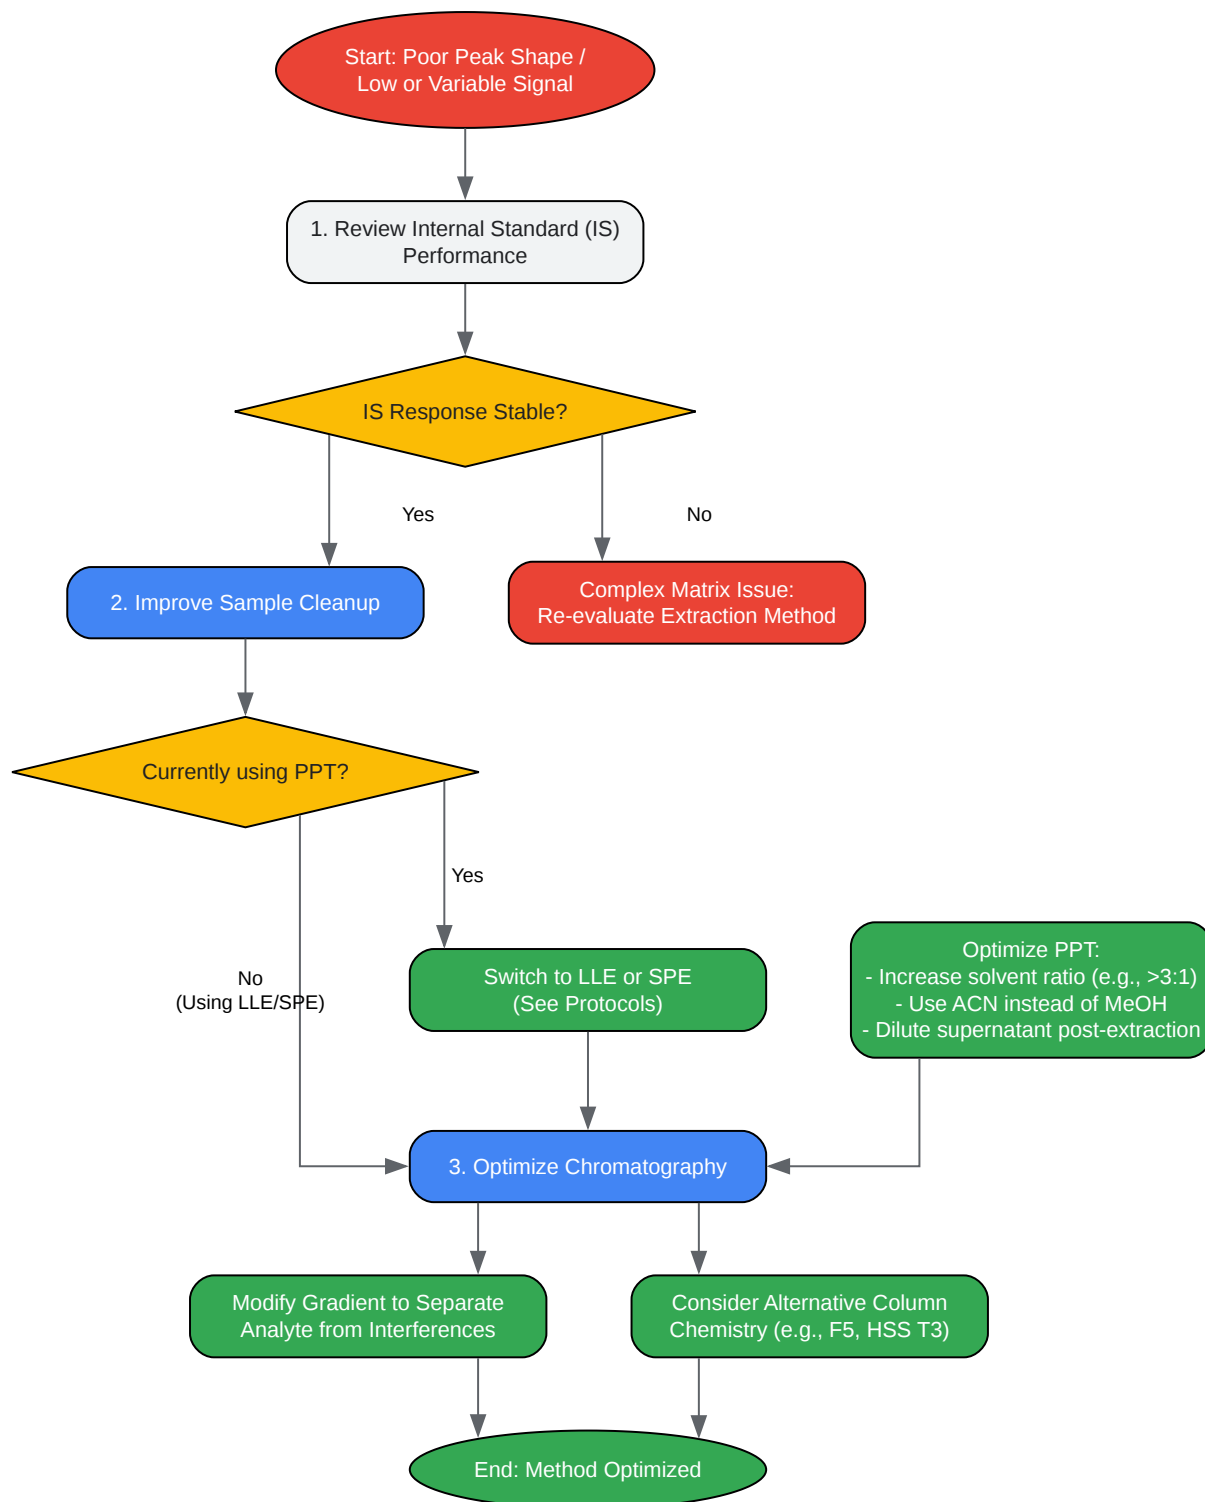 Start: Poor Peak Shape /
Low or Variable Signal
1. Review Internal Standard (IS)
Performance
IS Response Stable?
Yes
No
2. Improve Sample Cleanup
Complex Matrix Issue:
Re-evaluate Extraction Method
Currently using PPT?
Yes
No
(Using LLE/SPE)
Switch to LLE or SPE
(See Protocols)
Optimize PPT:
- Increase solvent ratio (e.g., >3:1)
- Use ACN instead of MeOH
- Dilute supernatant post-extraction
3. Optimize Chromatography
Modify Gradient to Separate
Analyte from Interferences
Consider Alternative Column
Chemistry (e.g., F5, HSS T3)
End: Method Optimized